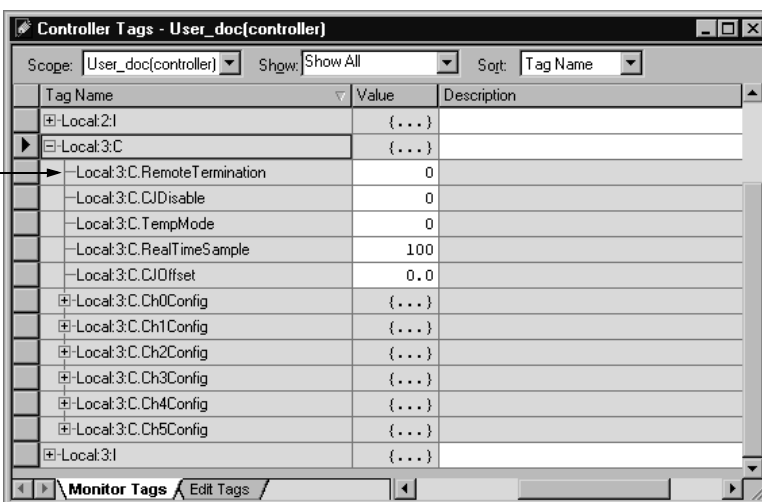 Controller Tags - User_doc(controller)
Scope: User_doc(controller) Show: Show All Sort: Tag Name
Tag Name Value Description
Local:2:I {...}
Local:3:C {...}
Local:3:C.RemoteTermination 0
Local:3:C.CJDisable 0
Local:3:C.TempMode 0
Local:3:C.RealTimeSample 100
Local:3:C.CJOffset 0.0
Local:3:C.Ch0Config {...}
Local:3:C.Ch1Config {...}
Local:3:C.Ch2Config {...}
Local:3:C.Ch3Config {...}
Local:3:C.Ch4Config {...}
Local:3:C.Ch5Config {...}
Local:3:I {...}
Monitor Tags Edit Tags